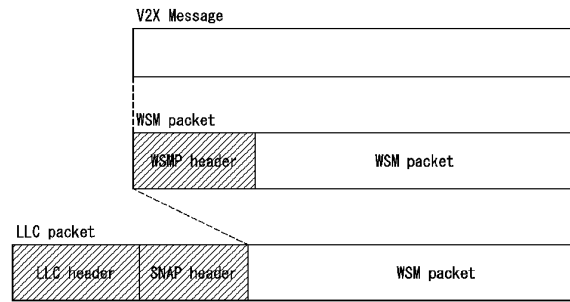 V2X Message
WSM packet
WSMP header WSM packet
LLC packet
LLC header SNAP header WSM packet